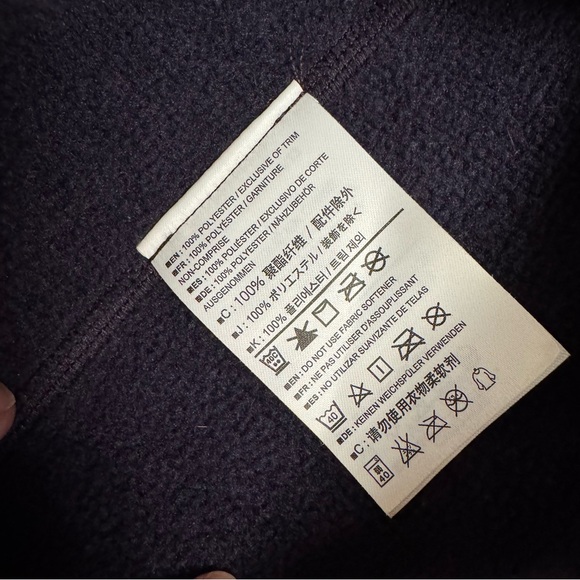 ■EN : 100% POLYESTER / EXCLUSIVE OF TRIM
■FR : 100% POLYÉSTER / GARNITURE
NON-COMPRISE
■ES : 100% POLIÉSTER / EXCLUSIVO DE CORTE
■DE : 100% POLYESTER / NÄHZUBEHÖR
AUSGENOMMEN
■C : 100% 聚酯纤维 / 配件除外
■J : 100% ポリエステル / 装飾を除く
■K : 100% 폴리에스터 / 트림 제외
40C
■EN : DO NOT USE FABRIC SOFTENER
■FR : NE PAS UTILISER D'ASSOUPLISSANT
■ES : NO UTILIZAR SUAVIZANTE DE TELAS
40
■DE : KEINEN WEICHSPÜLER VERWENDEN
■C : 请勿使用衣物柔软剂
弱
40